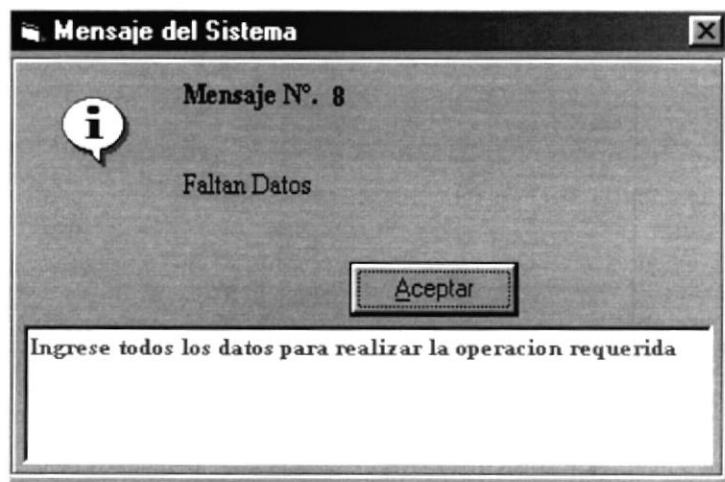 Mensaje del Sistema
Mensaje N°. 8
Faltan Datos
Aceptar
Ingrese todos los datos para realizar la operacion requerida